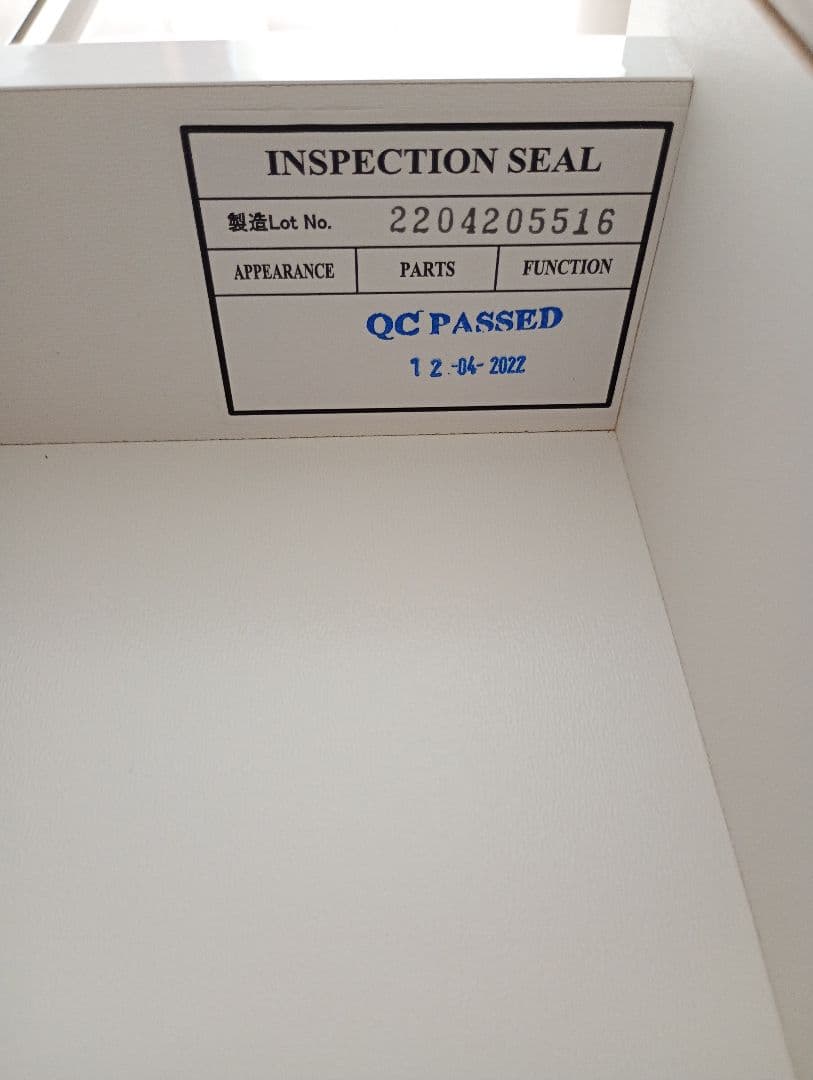 INSPECTION SEAL
製造Lot No. 2204205516
APPEARANCE PARTS FUNCTION
QC PASSED
12-04-2022